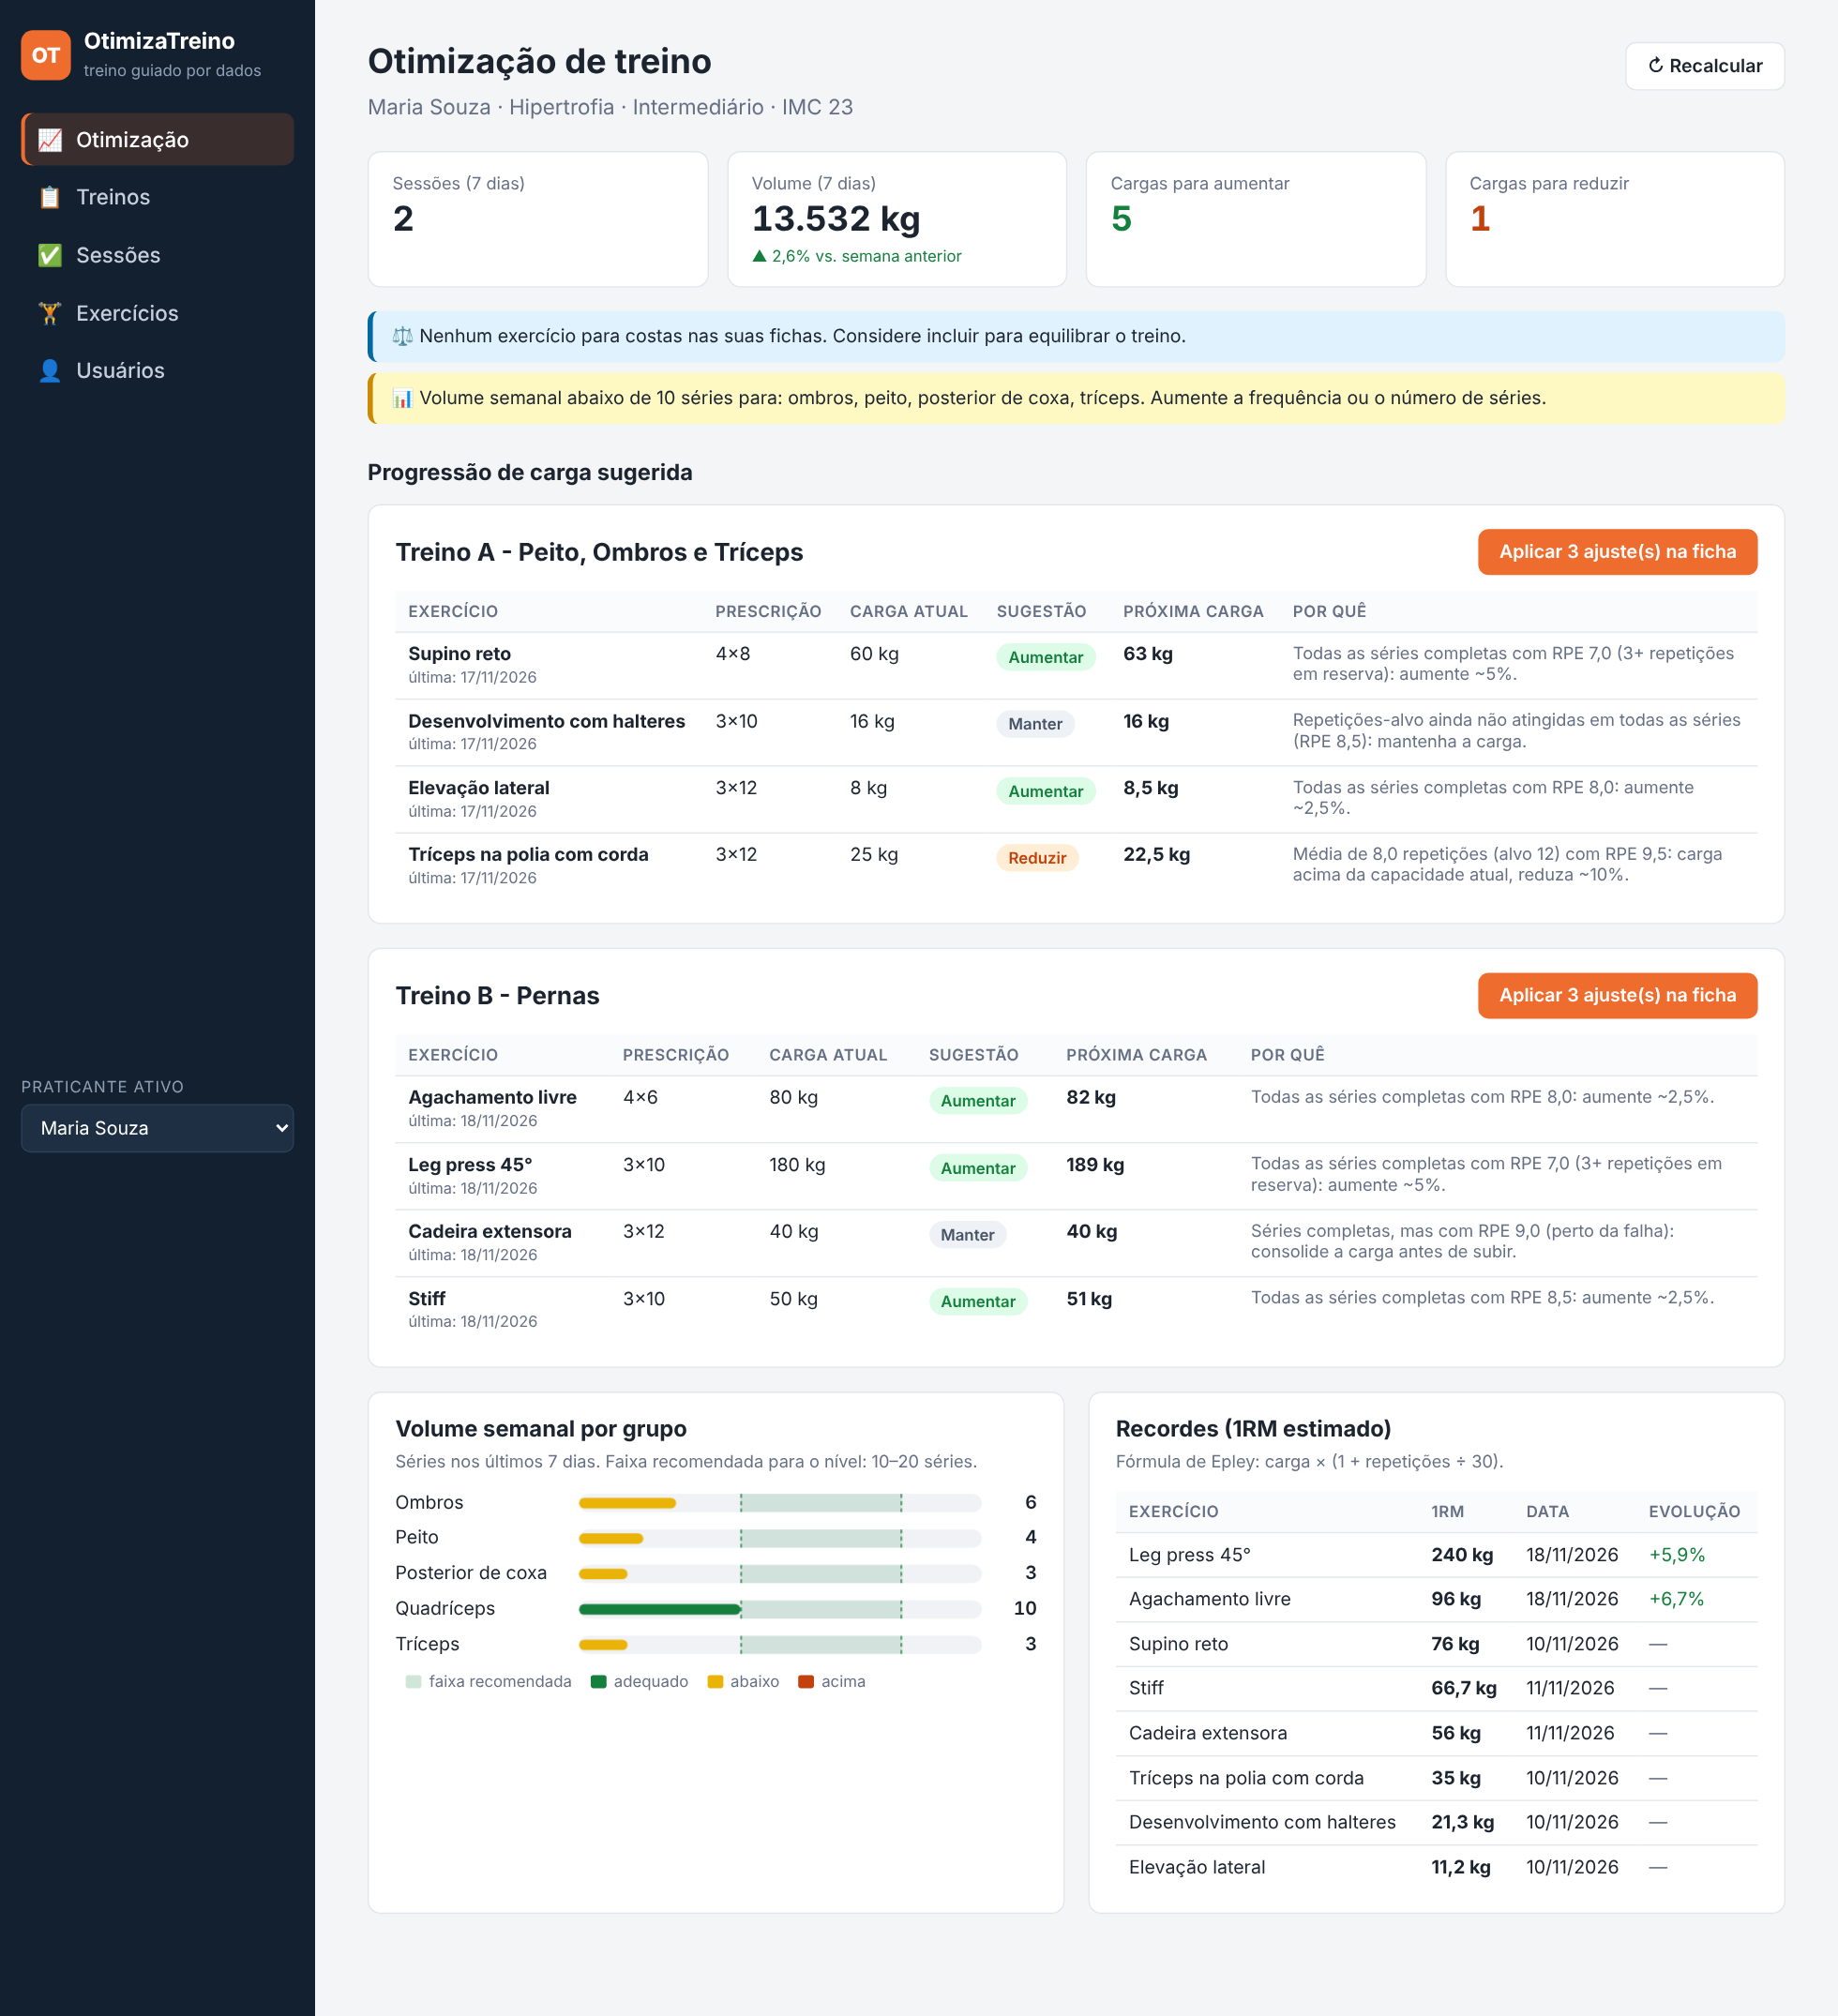 OT
OtimizaTreino
treino guiado por dados
Otimização
Treinos
Sessões
Exercícios
Usuários
PRATICANTE ATIVO
Maria Souza
Otimização de treino
↻ Recalcular
Maria Souza · Hipertrofia · Intermediário · IMC 23
Sessões (7 dias)
2
Volume (7 dias)
13.532 kg
▲ 2,6% vs. semana anterior
Cargas para aumentar
5
Cargas para reduzir
1
Nenhum exercício para costas nas suas fichas. Considere incluir para equilibrar o treino.
Volume semanal abaixo de 10 séries para: ombros, peito, posterior de coxa, tríceps. Aumente a frequência ou o número de séries.
Progressão de carga sugerida
Treino A - Peito, Ombros e Tríceps
Aplicar 3 ajuste(s) na ficha
EXERCÍCIO PRESCRIÇÃO CARGA ATUAL SUGESTÃO PRÓXIMA CARGA POR QUÊ
Supino reto 4×8 60 kg Aumentar 63 kg Todas as séries completas com RPE 7,0 (3+ repetições
última: 17/11/2026 em reserva): aumente ~5%.
Desenvolvimento com halteres 3×10 16 kg Manter 16 kg Repetições-alvo ainda não atingidas em todas as séries
última: 17/11/2026 (RPE 8,5): mantenha a carga.
Elevação lateral 3×12 8 kg Aumentar 8,5 kg Todas as séries completas com RPE 8,0: aumente
última: 17/11/2026 ~2,5%.
Tríceps na polia com corda 3×12 25 kg Reduzir 22,5 kg Média de 8,0 repetições (alvo 12) com RPE 9,5: carga
última: 17/11/2026 acima da capacidade atual, reduza ~10%.
Treino B - Pernas
Aplicar 3 ajuste(s) na ficha
EXERCÍCIO PRESCRIÇÃO CARGA ATUAL SUGESTÃO PRÓXIMA CARGA POR QUÊ
Agachamento livre 4×6 80 kg Aumentar 82 kg Todas as séries completas com RPE 8,0: aumente ~2,5%.
última: 18/11/2026
Leg press 45° 3×10 180 kg Aumentar 189 kg Todas as séries completas com RPE 7,0 (3+ repetições em
última: 18/11/2026 reserva): aumente ~5%.
Cadeira extensora 3×12 40 kg Manter 40 kg Séries completas, mas com RPE 9,0 (perto da falha):
última: 18/11/2026 consolide a carga antes de subir.
Stiff 3×10 50 kg Aumentar 51 kg Todas as séries completas com RPE 8,5: aumente ~2,5%.
última: 18/11/2026
Volume semanal por grupo
Séries nos últimos 7 dias. Faixa recomendada para o nível: 10–20 séries.
Ombros 6
Peito 4
Posterior de coxa 3
Quadríceps 10
Tríceps 3
faixa recomendada adequado abaixo acima
Recordes (1RM estimado)
Fórmula de Epley: carga × (1 + repetições ÷ 30).
EXERCÍCIO 1RM DATA EVOLUÇÃO
Leg press 45° 240 kg 18/11/2026 +5,9%
Agachamento livre 96 kg 18/11/2026 +6,7%
Supino reto 76 kg 10/11/2026 —
Stiff 66,7 kg 11/11/2026 —
Cadeira extensora 56 kg 11/11/2026 —
Tríceps na polia com corda 35 kg 10/11/2026 —
Desenvolvimento com halteres 21,3 kg 10/11/2026 —
Elevação lateral 11,2 kg 10/11/2026 —